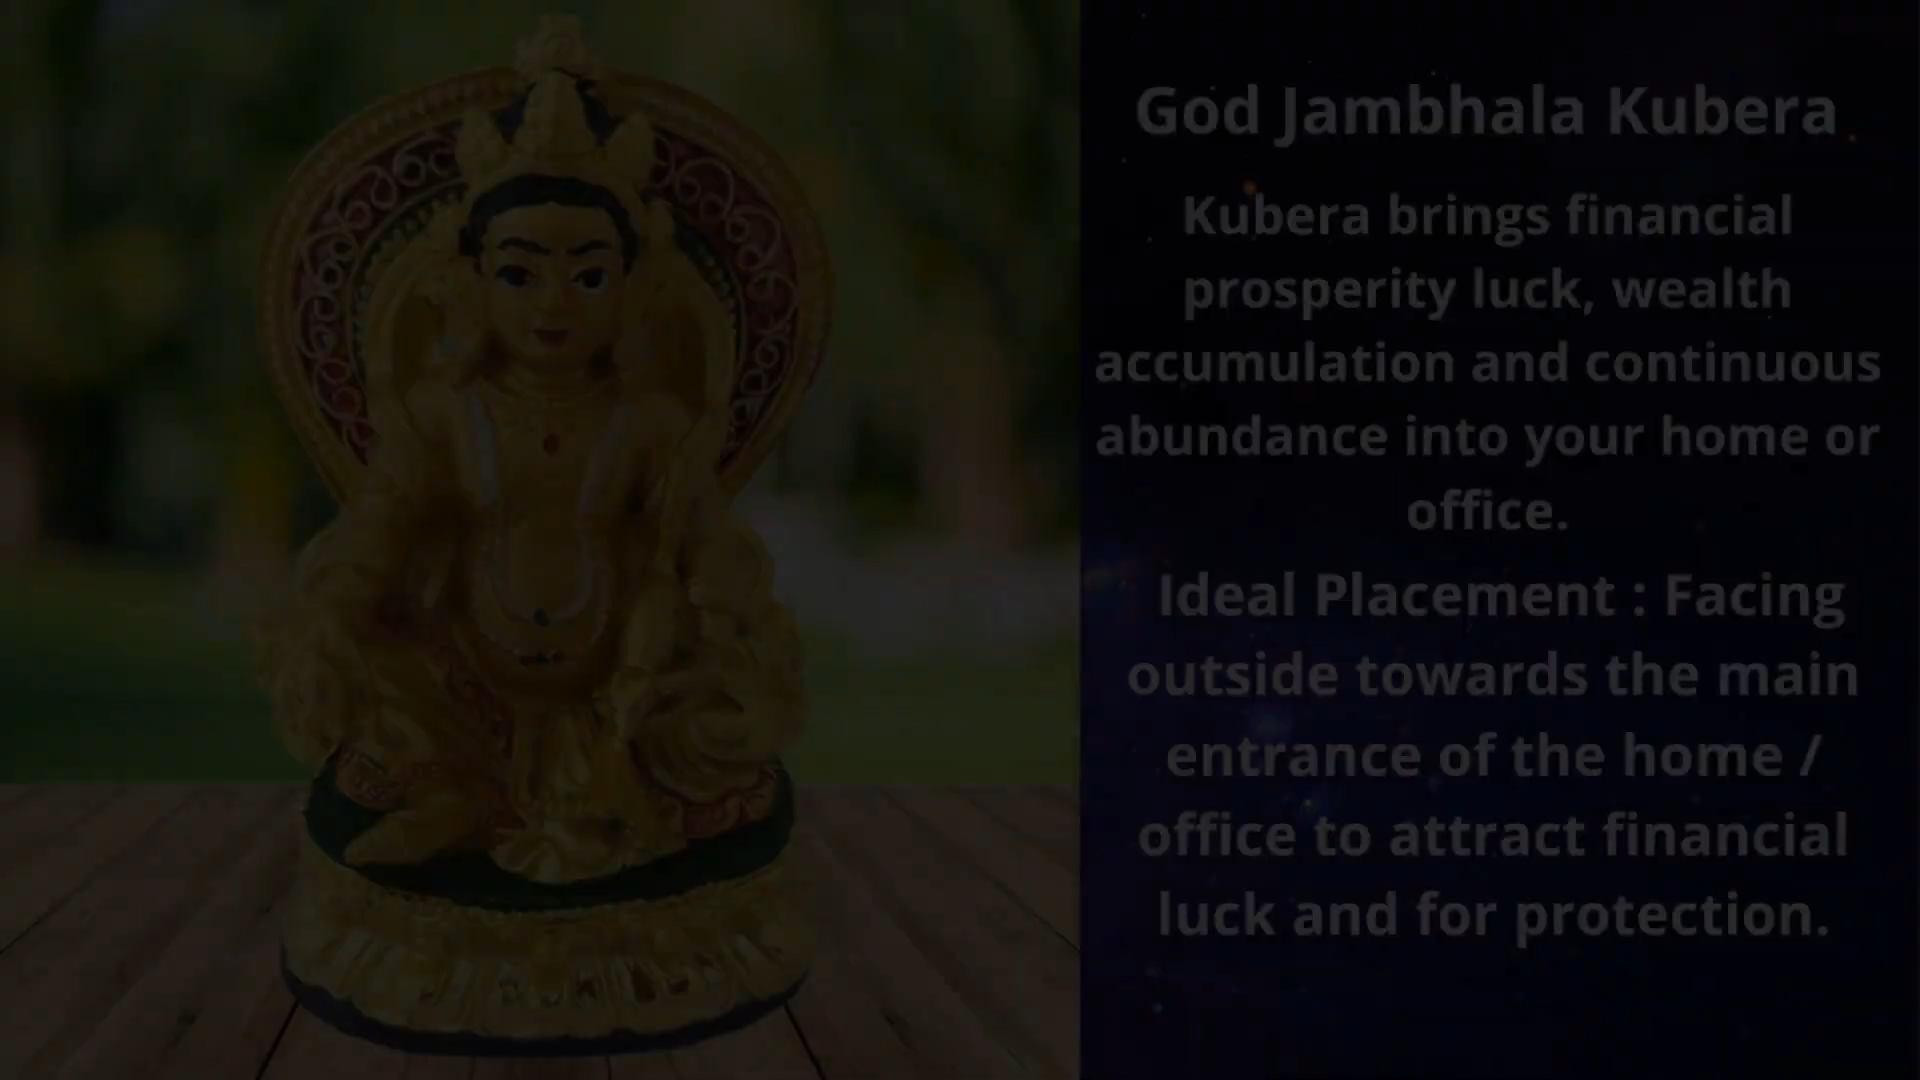 God Jambhala Kubera
Kubera brings financial
prosperity luck, wealth
accumulation and continuous
abundance into your home or
office.
Ideal Placement : Facing
outside towards the main
entrance of the home /
office to attract financial
luck and for protection.